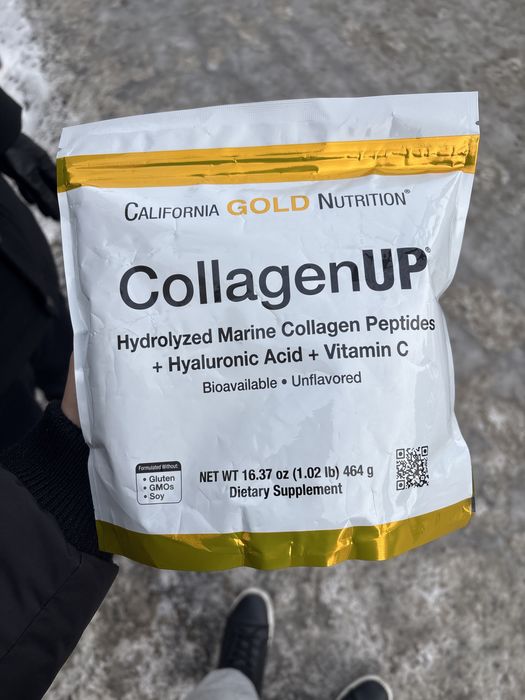 CALIFORNIA GOLD NUTRITION®
CollagenUP®
Hydrolyzed Marine Collagen Peptides
+ Hyaluronic Acid + Vitamin C
Bioavailable • Unflavored
Formulated Without:
• Gluten
• GMOs
• Soy
NET WT 16.37 oz (1.02 lb) 464 g
Dietary Supplement